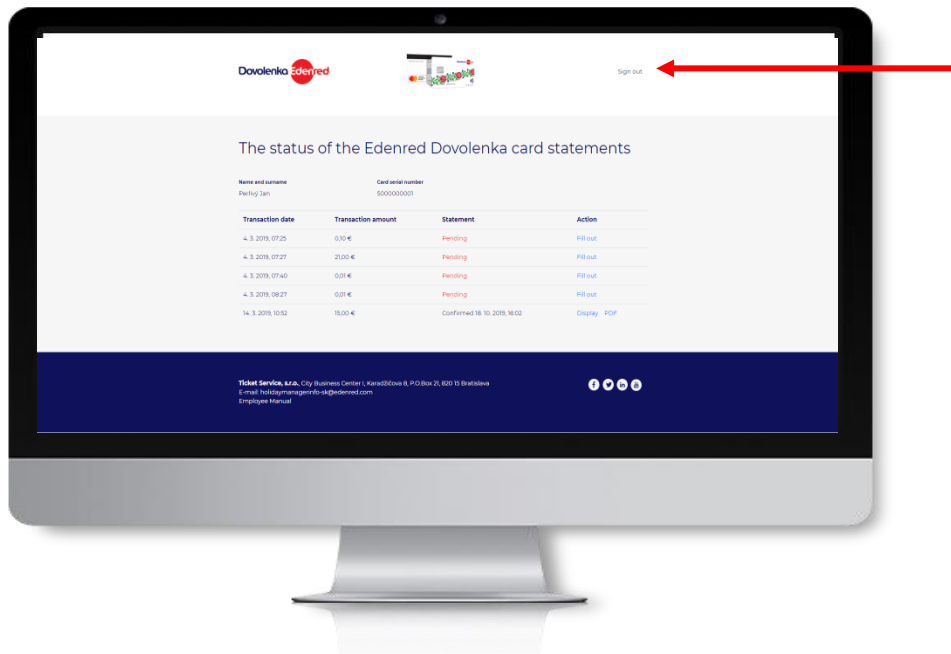 Dovolenka Edenred
Sign out
The status of the Edenred Dovolenka card statements
Name and surname Card serial number
Perlivý Jan 5000000001
Transaction date Transaction amount Statement Action
4. 3. 2019, 07:25 0,10 € Pending Fill out
4. 3. 2019, 07:27 21,00 € Pending Fill out
4. 3. 2019, 07:40 0,01 € Pending Fill out
4. 3. 2019, 08:27 0,01 € Pending Fill out
14. 3. 2019, 10:52 15,00 € Confirmed 18. 10. 2019, 16:02 Display PDF
Ticket Service, s.r.o., City Business Center I, Karadžičova 8, P.O.Box 21, 820 15 Bratislava
E-mail: holidaymanagerinfo-sk@edenred.com
Employee Manual